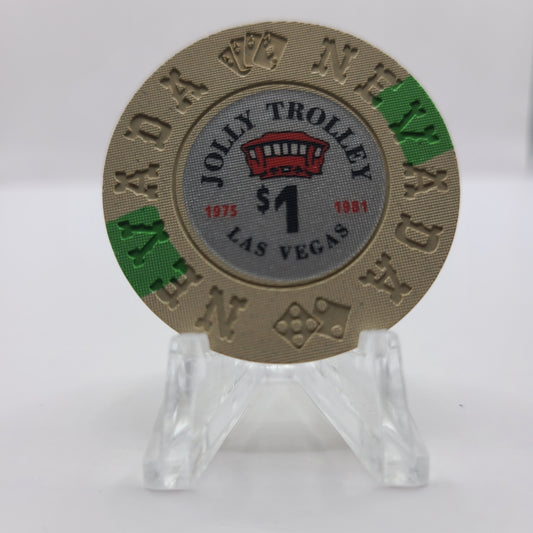 NEVADA
JOLLY TROLLEY
1975 $1 1981
LAS VEGAS
NEVADA